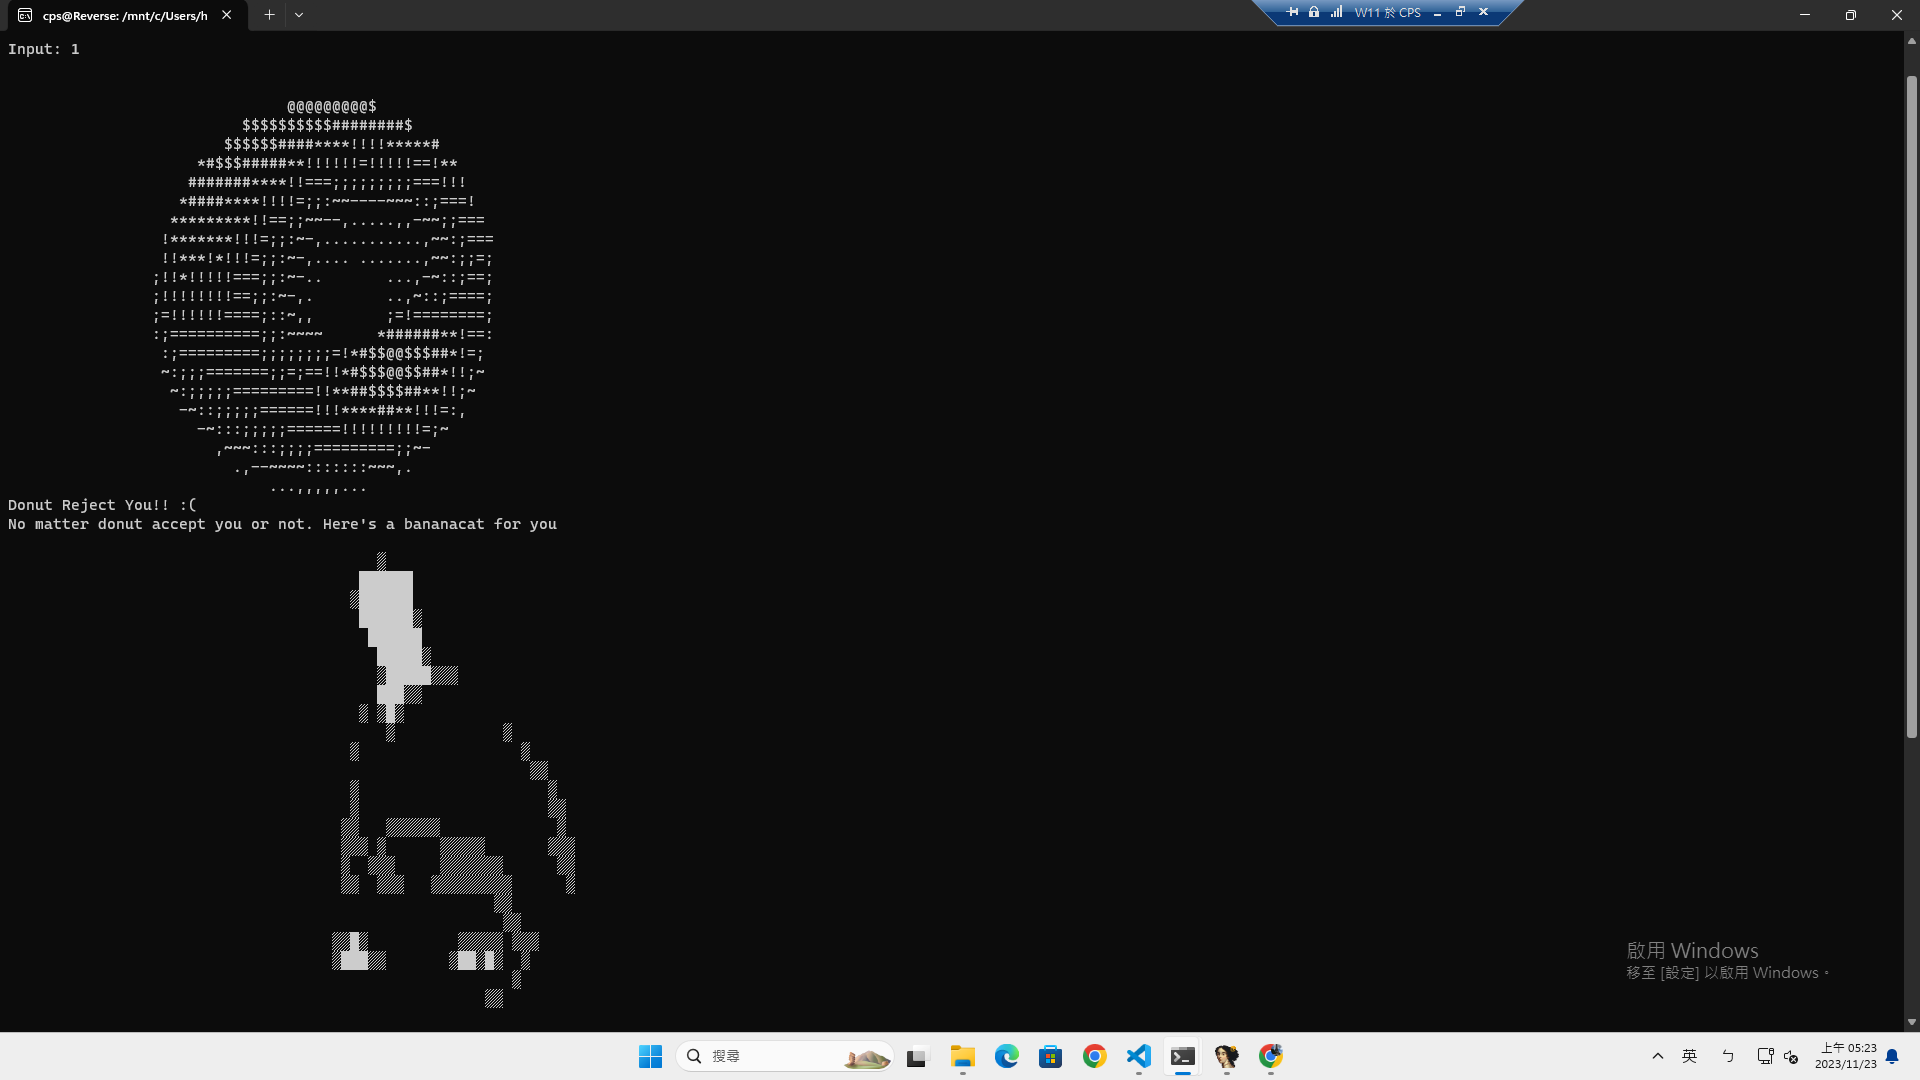 cps@Reverse: /mnt/c/Users/h
W11 於 CPS
Input: 1
@@@@@@@@@$
$$$$$$$$$$########$
$$$$$$####****!!!!*****#
*#$$$#####**!!!!!!=!!!!!==!**
#######****!!===;;;;;;;;;===!!!
*####****!!!!=;;:~~----~~~::;===!
*********!!==;;~~--,.....,,-~~;;===
!*******!!!=;;:~-,...........,~~:;===
!!***!*!!!=;;:~-,.... .......,~~:;;=;
;!!*!!!!!===;;:~-..       ...,-~::;==;
;!!!!!!!!==;;:~-,.        ..,~::;====;
;=!!!!!!====;::~,,        ;=!========;
:;==========;;:~~~~      *######**!==:
:;=========;;;;;;;;=!*#$$@@$$$##*!=;
~:;;;=======;;=;==!!*#$$$@@$$##*!!;~
~:;;;;;=========!!**##$$$$##**!!;~
-~::;;;;;======!!!****##**!!!=:,
-~:::;;;;;======!!!!!!!!!=;~
,~~~:::;;;;=========;;~-
.,--~~~~:::::::~~~,.
...,,,,,...
Donut Reject You!! :(
No matter donut accept you or not. Here's a bananacat for you
啟用 Windows
移至 [設定] 以啟用 Windows。
搜尋
英
ㄅ
上午 05:23
2023/11/23